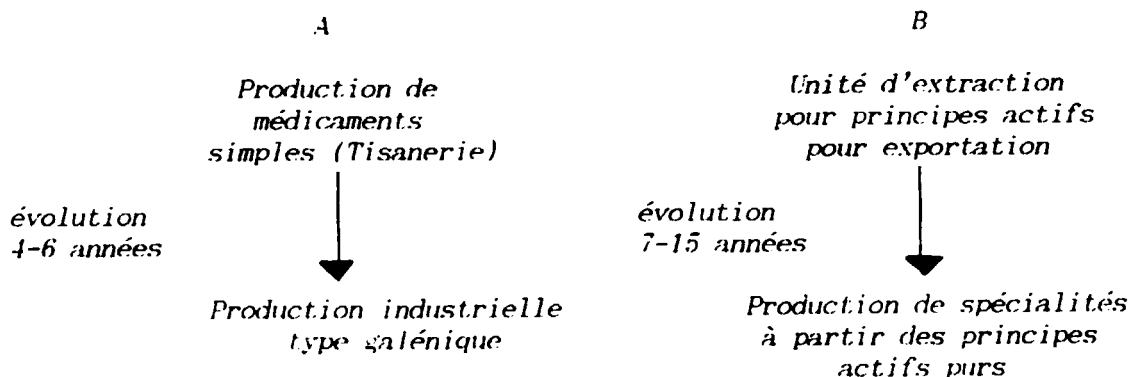 A
Production de
médicaments
simples (Tisanerie)
évolution
4-6 années
Production industrielle
type galénique
B
Unité d'extraction
pour principes actifs
pour exportation
évolution
7-15 années
Production de spécialités
à partir des principes
actifs purs